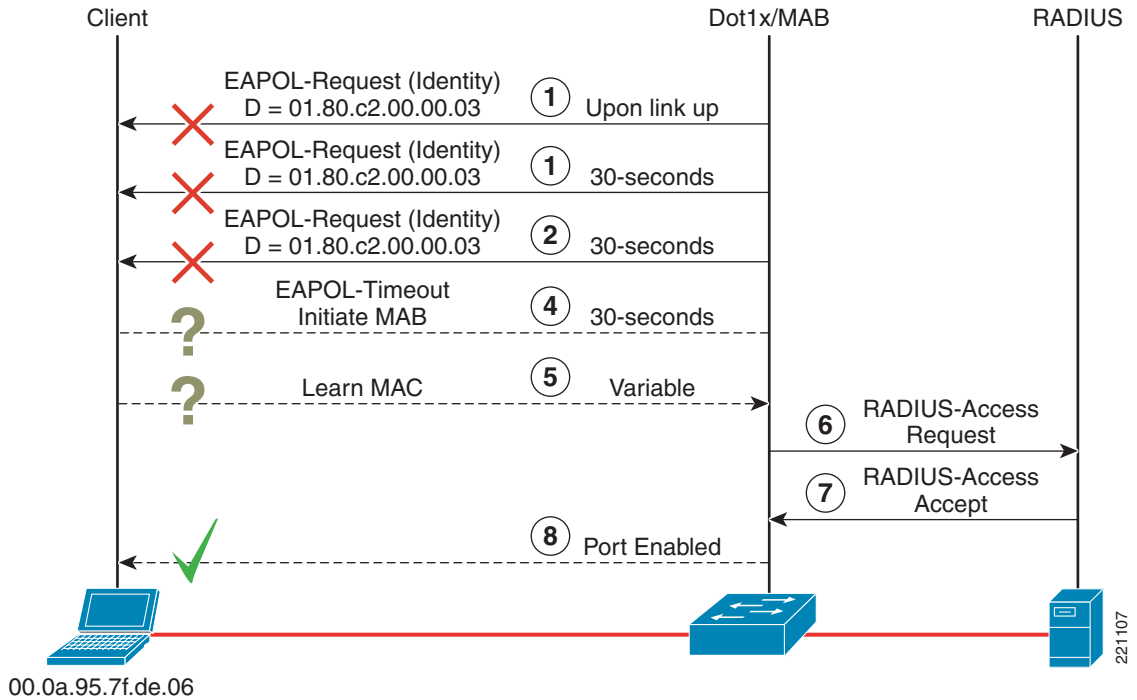 Client
Dot1x/MAB
RADIUS
EAPOL-Request (Identity)
D = 01.80.c2.00.00.03
1
Upon link up
EAPOL-Request (Identity)
D = 01.80.c2.00.00.03
1
30-seconds
EAPOL-Request (Identity)
D = 01.80.c2.00.00.03
2
30-seconds
EAPOL-Timeout
Initiate MAB
4
30-seconds
?
Learn MAC
5
Variable
?
6
RADIUS-Access
Request
7
RADIUS-Access
Accept
8
Port Enabled
221107
00.0a.95.7f.de.06